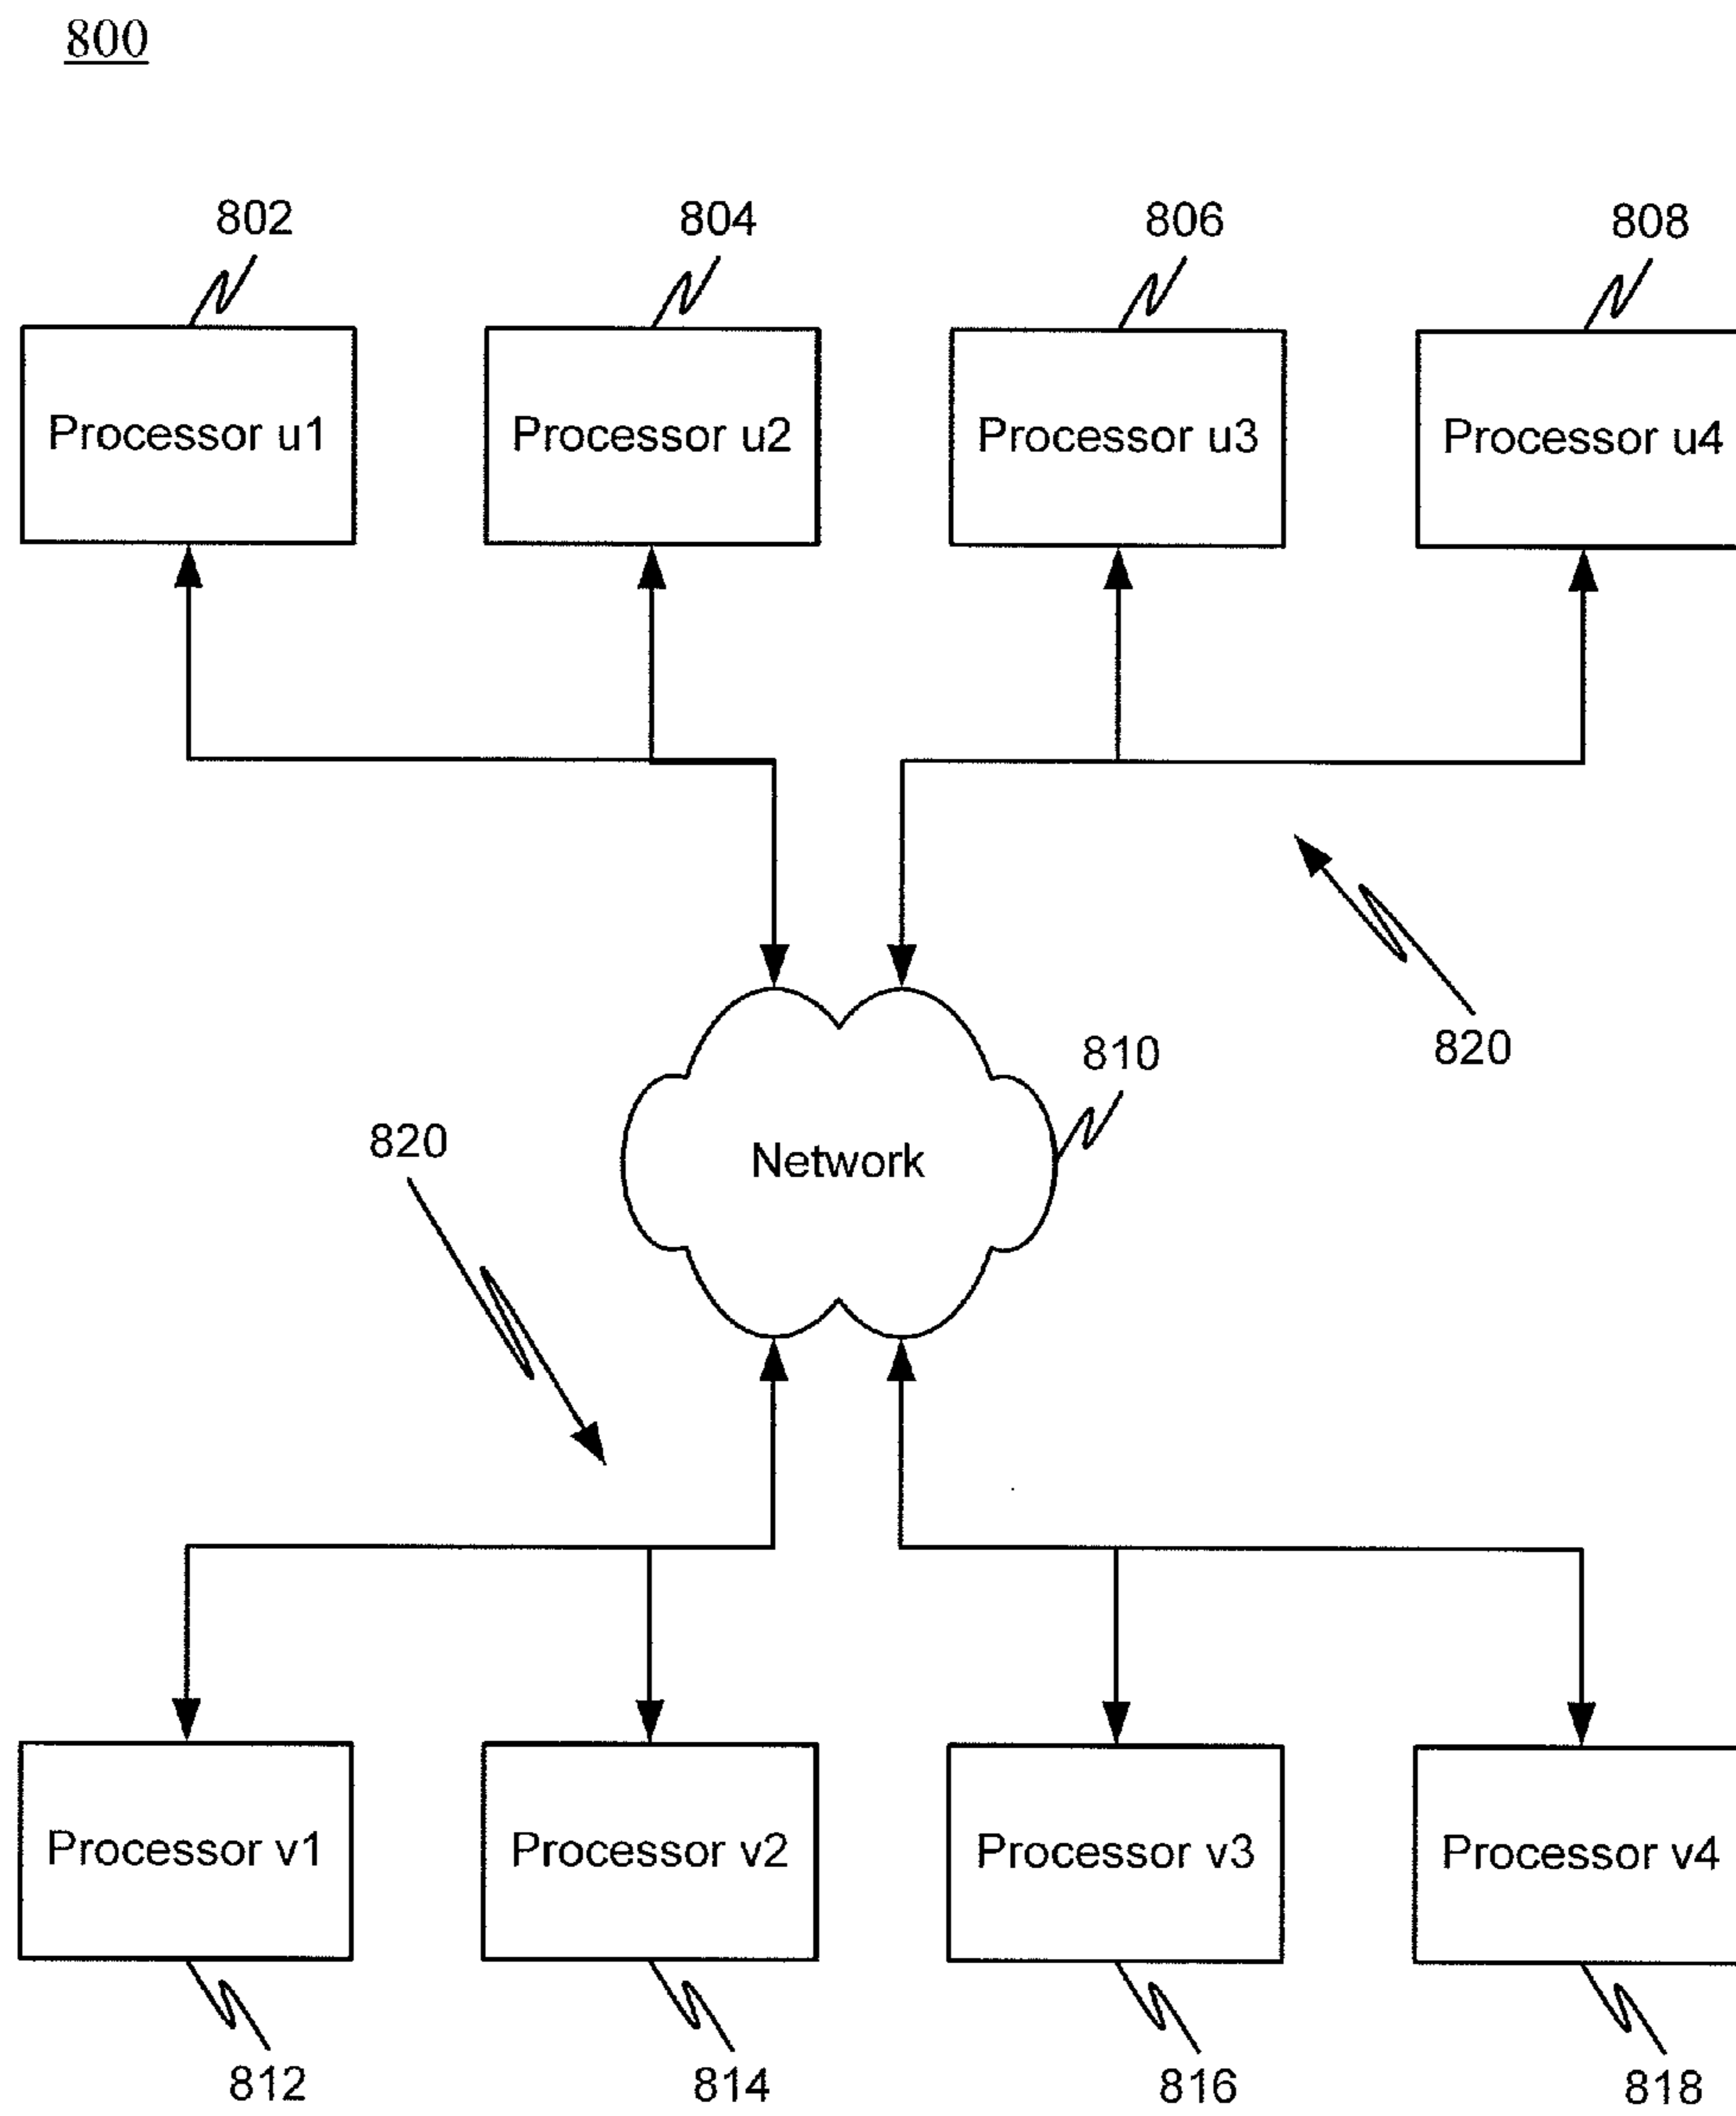 800
802
804
806
808
Processor u1
Processor u2
Processor u3
Processor u4
820
810
820
Network
Processor v1
Processor v2
Processor v3
Processor v4
812
814
816
818